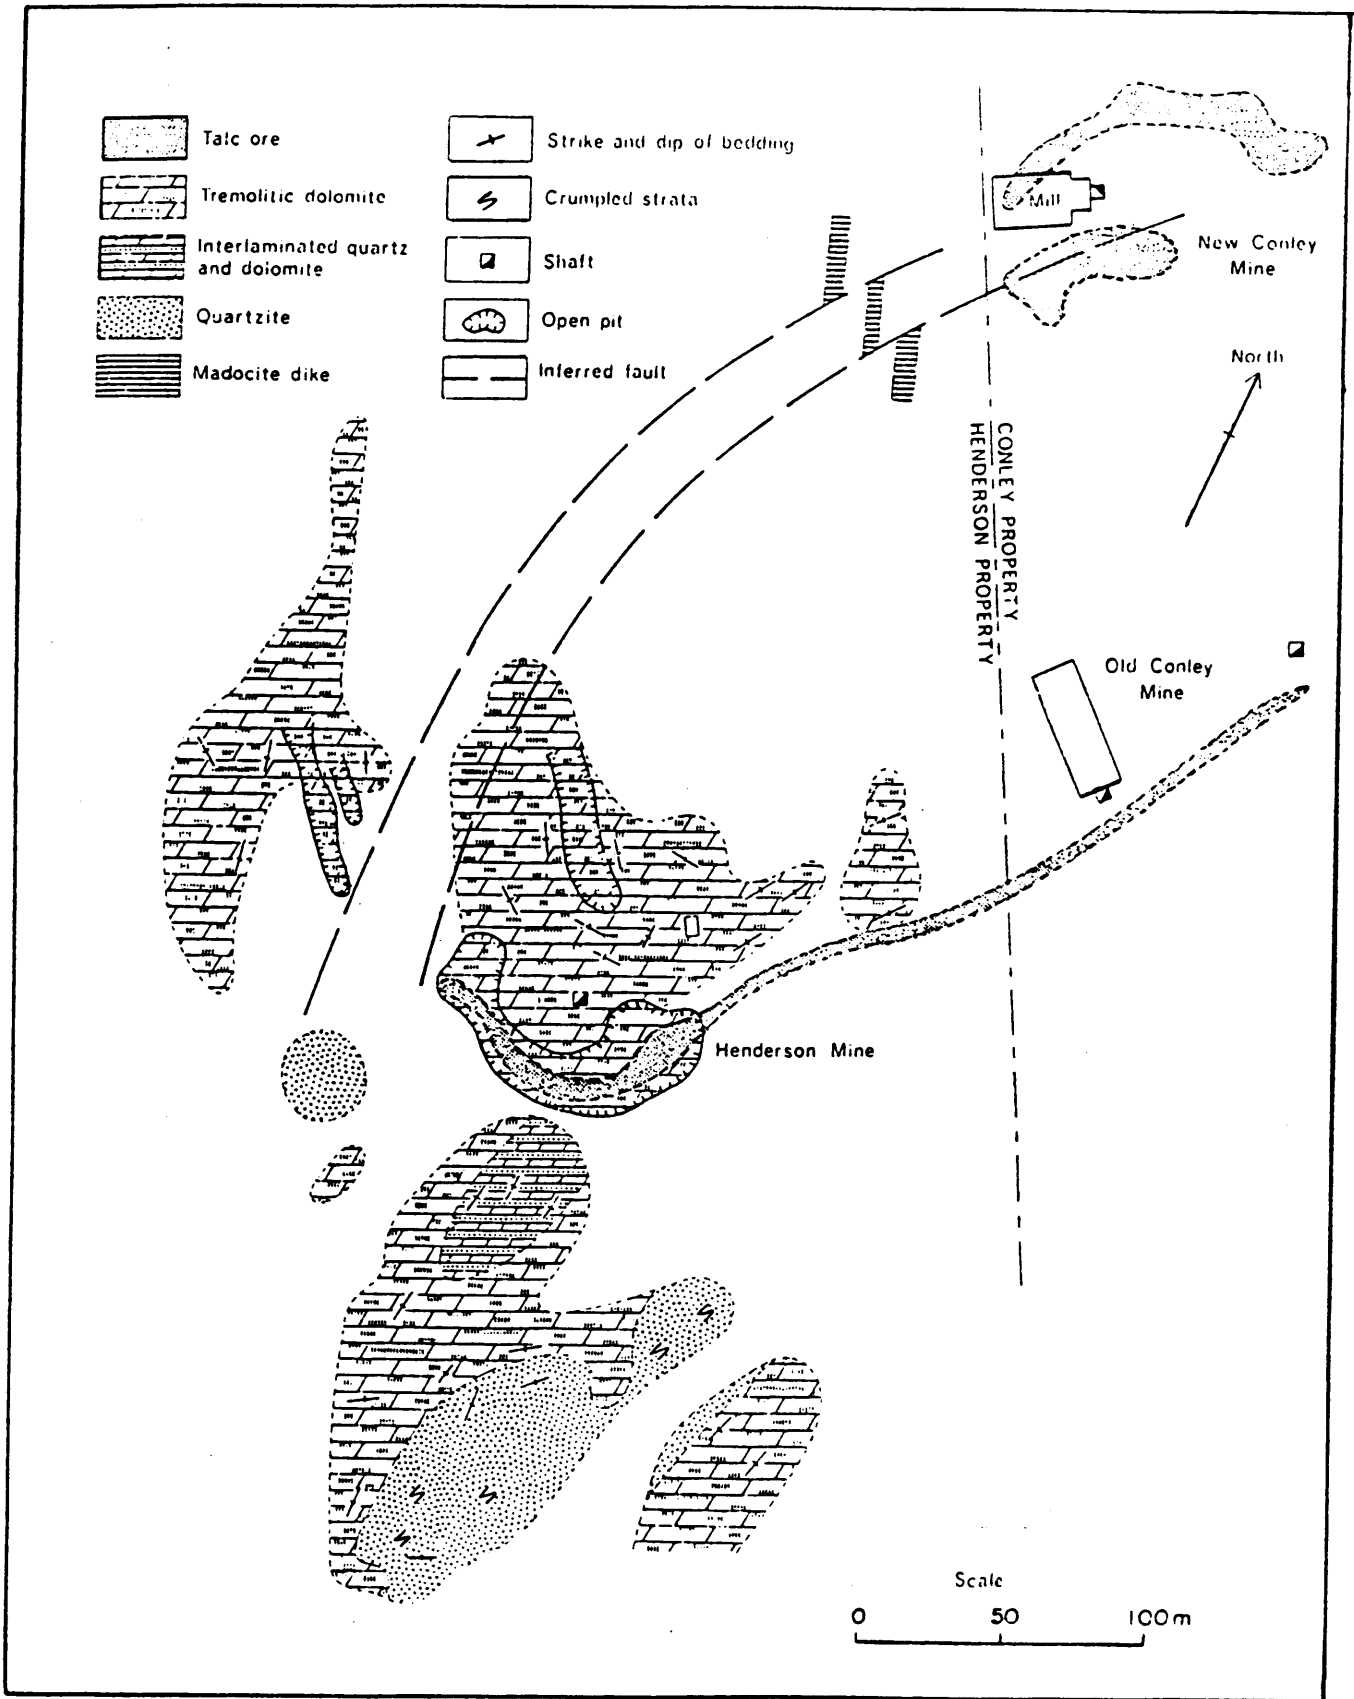 Talc ore
Tremolitic dolomite
Interlaminated quartz
and dolomite
Quartzite
Madocite dike
Strike and dip of bedding
Crumpled strata
Shaft
Open pit
Inferred fault
Mill
New Conley
Mine
North
CONLEY PROPERTY
HENDERSON PROPERTY
Old Conley
Mine
Henderson Mine
Scale
0 50 100m